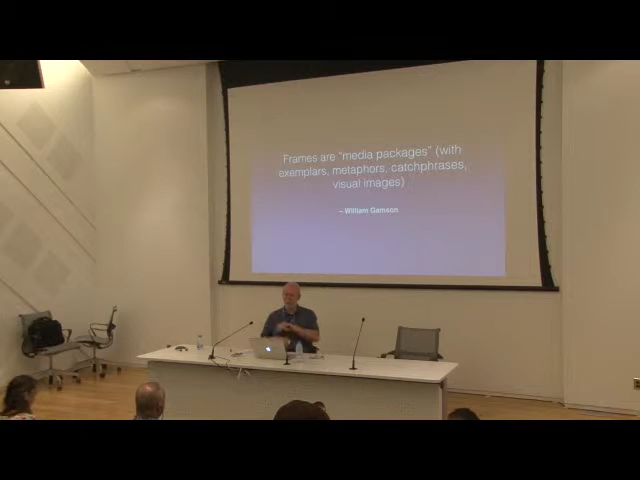 Frames are “media packages” (with
exemplars, metaphors, catchphrases,
visual images)
– William Gamson